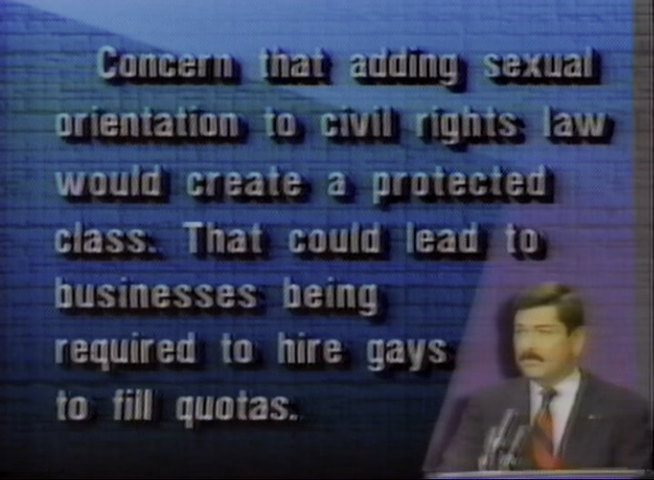 Concern that adding sexual
orientation to civil rights law
would create a protected
class. That could lead to
businesses being
required to hire gays
to fill quotas.